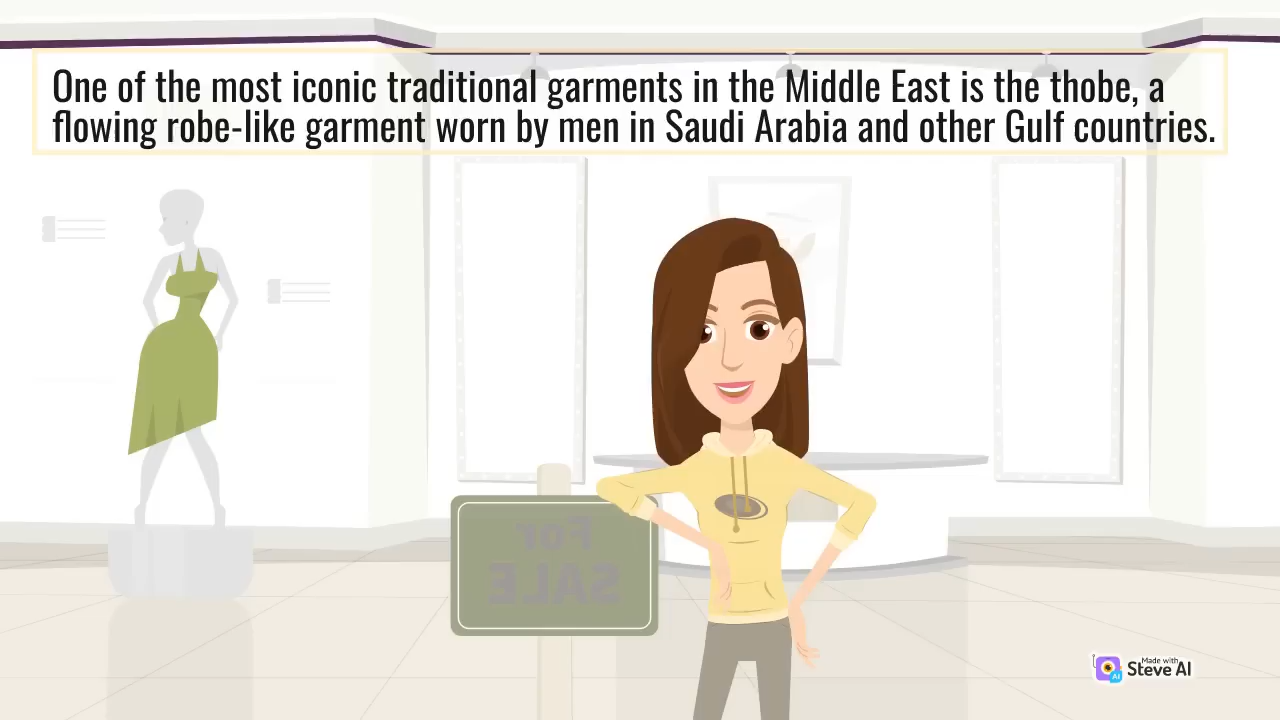 One of the most iconic traditional garments in the Middle East is the thobe, a
flowing robe-like garment worn by men in Saudi Arabia and other Gulf countries.
For
SALE
Made with
Steve AI
AI